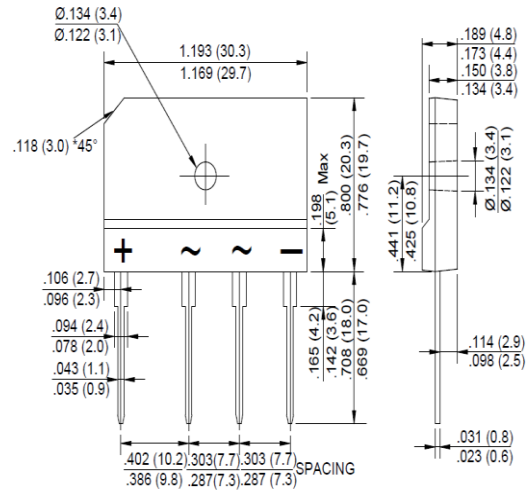 Ø.134 (3.4)
Ø.122 (3.1)
1.193 (30.3)
1.169 (29.7)
.189 (4.8)
.173 (4.4)
.150 (3.8)
.134 (3.4)
.118 (3.0) *45°
.198 Max
(5.1)
.800 (20.3)
.776 (19.7)
.441 (11.2)
.425 (10.8)
Ø.134 (3.4)
Ø.122 (3.1)
+ ~ ~ −
.106 (2.7)
.096 (2.3)
.094 (2.4)
.078 (2.0)
.043 (1.1)
.035 (0.9)
.165 (4.2)
.142 (3.6)
.708 (18.0)
.669 (17.0)
.114 (2.9)
.098 (2.5)
.031 (0.8)
.023 (0.6)
.402 (10.2) .303(7.7) .303 (7.7)
.386 (9.8) .287(7.3) .287 (7.3)
SPACING